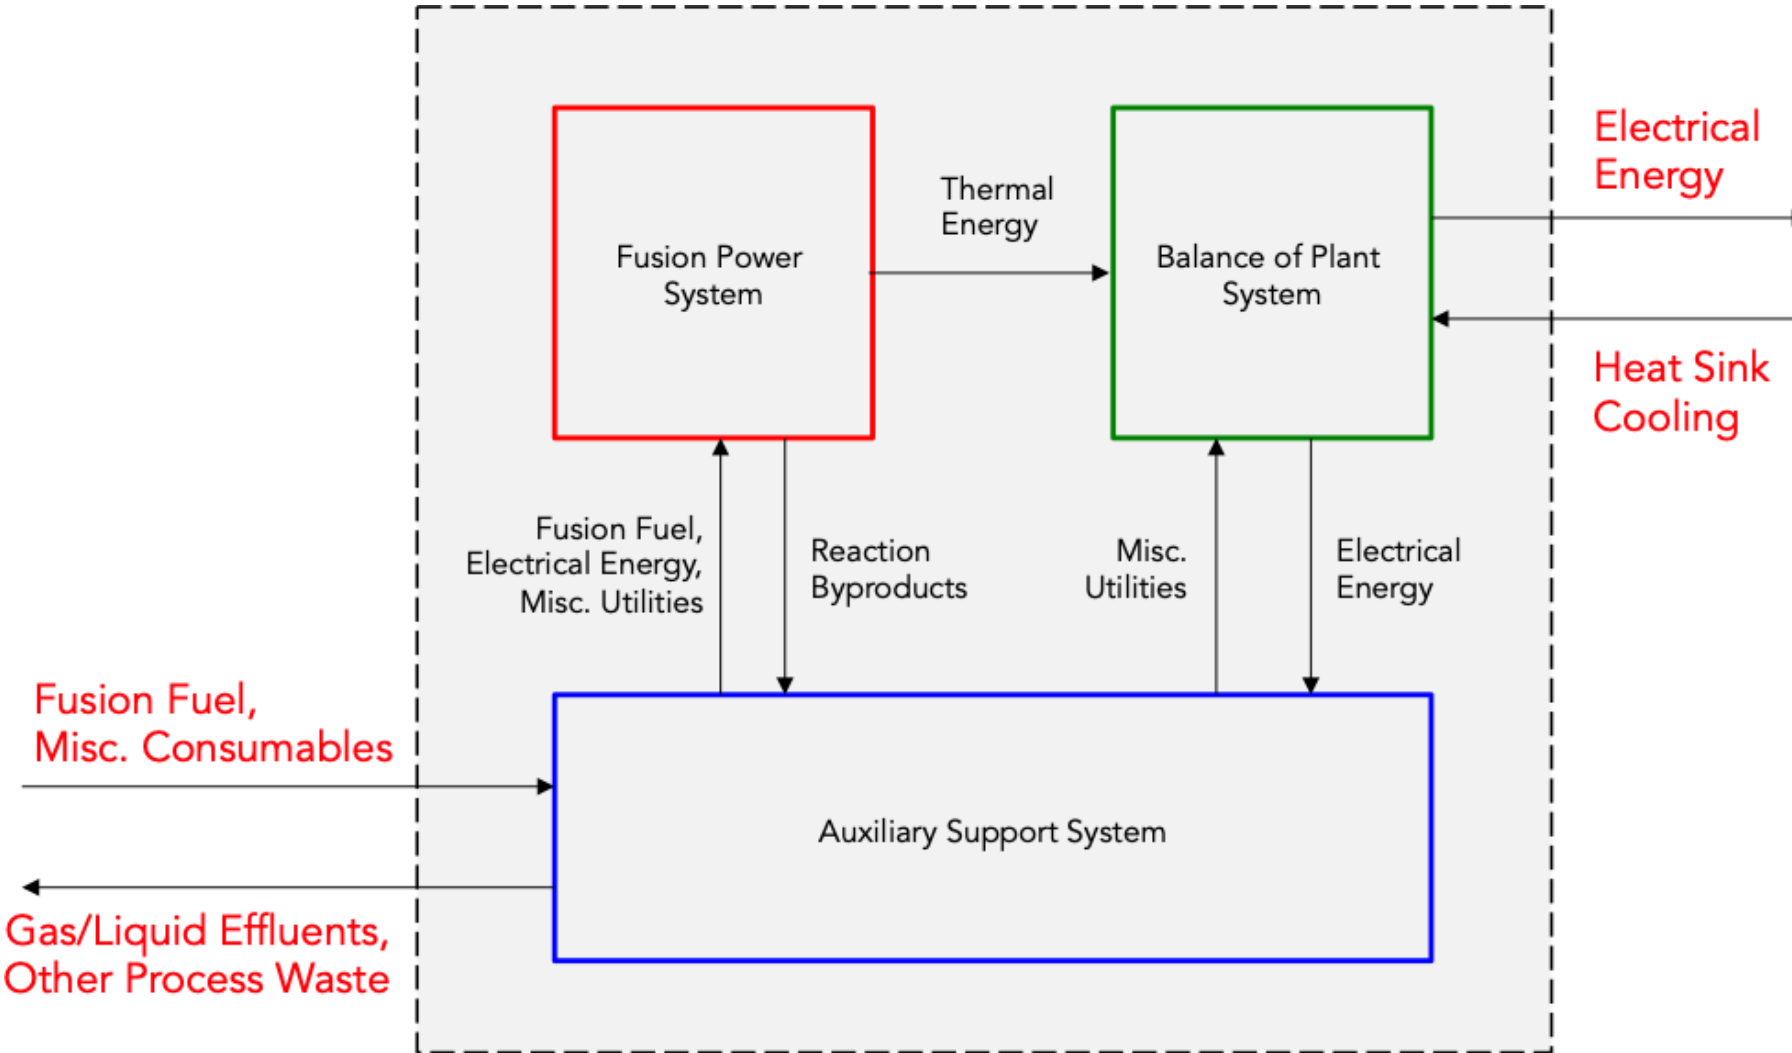 Electrical
Energy
Thermal
Energy
Fusion Power
System
Balance of Plant
System
Heat Sink
Cooling
Fusion Fuel,
Electrical Energy,
Misc. Utilities
Reaction
Byproducts
Misc.
Utilities
Electrical
Energy
Fusion Fuel,
Misc. Consumables
Auxiliary Support System
Gas/Liquid Effluents,
Other Process Waste